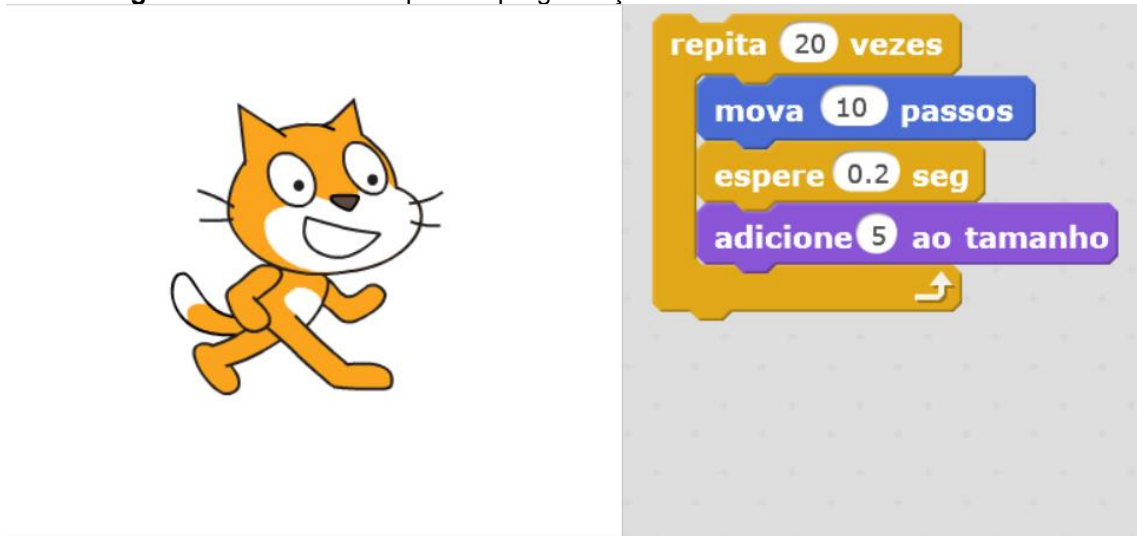 repita 20 vezes
mova 10 passos
espere 0.2 seg
adicione 5 ao tamanho